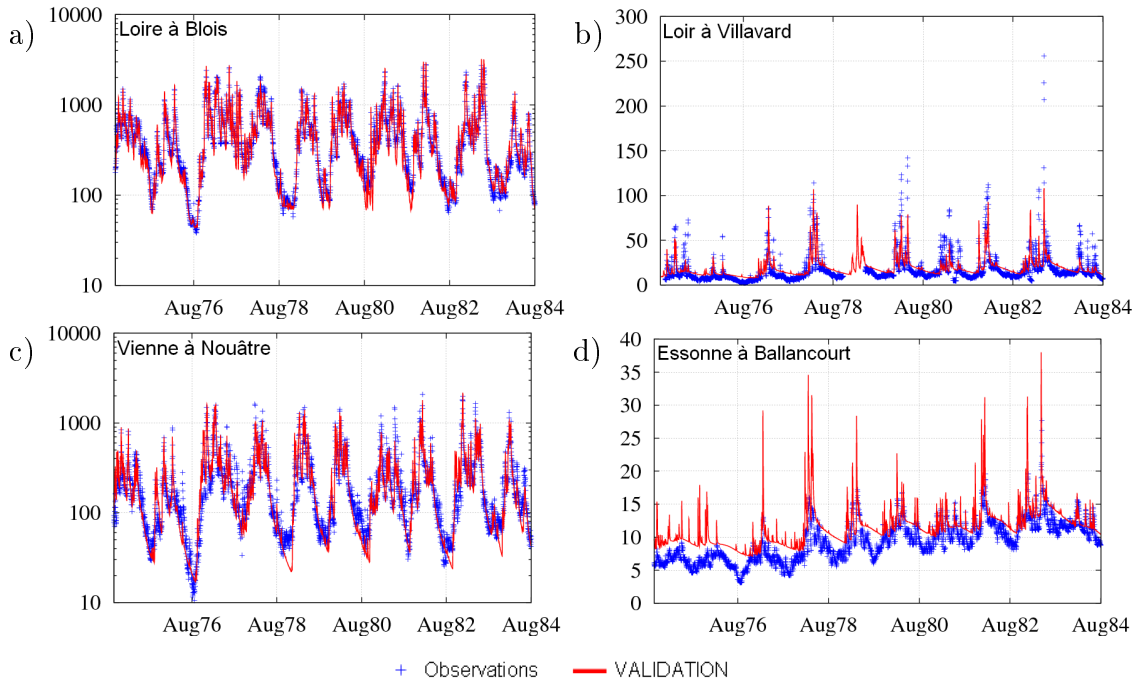 a)
Loire à Blois
10000
1000
100
10
Aug76 Aug78 Aug80 Aug82 Aug84
b)
Loir à Villavard
300
250
200
150
100
50
0
Aug76 Aug78 Aug80 Aug82 Aug84
c)
Vienne à Nouâtre
10000
1000
100
10
Aug76 Aug78 Aug80 Aug82 Aug84
d)
Essonne à Ballancourt
40
35
30
25
20
15
10
5
0
Aug76 Aug78 Aug80 Aug82 Aug84
Observations VALIDATION